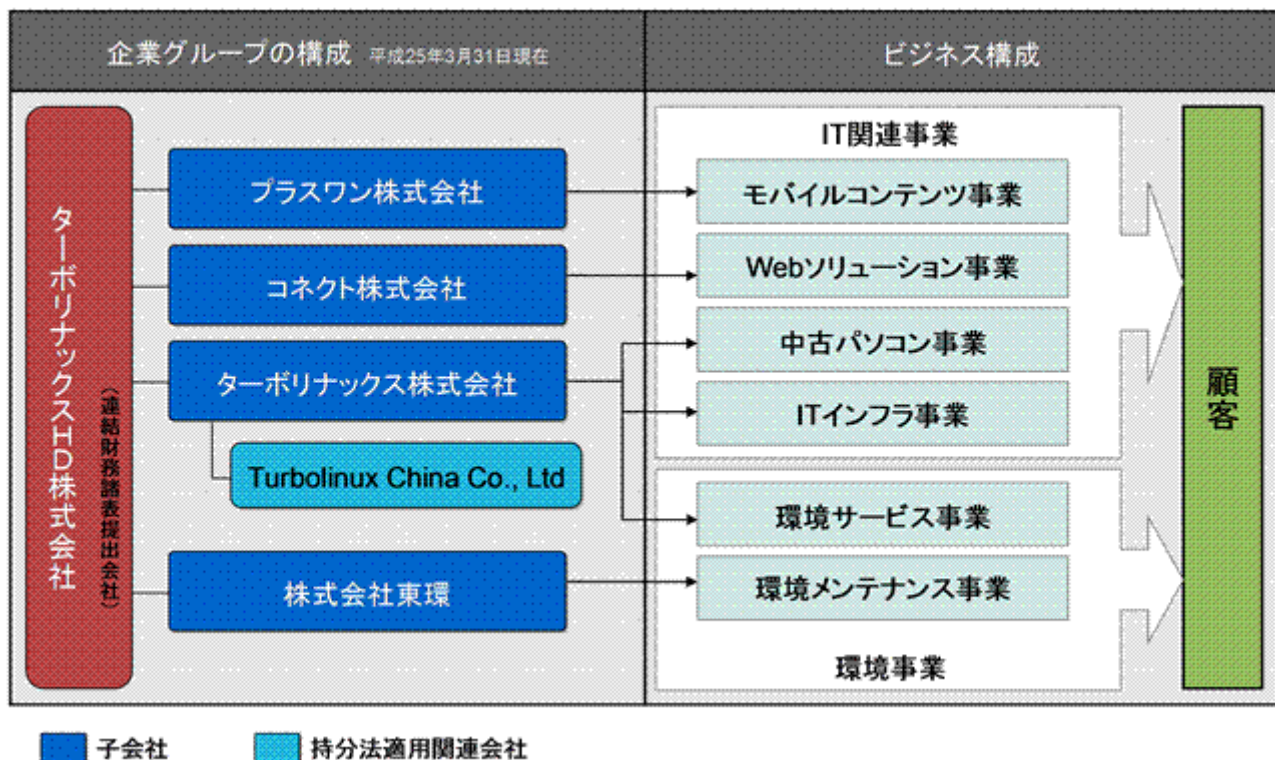 企業グループの構成 平成25年3月31日現在
ビジネス構成
ターボリナックスHD株式会社
(連結財務諸表提出会社)
プラスワン株式会社
コネクト株式会社
ターボリナックス株式会社
Turbolinux China Co., Ltd
株式会社東環
IT関連事業
モバイルコンテンツ事業
Webソリューション事業
中古パソコン事業
ITインフラ事業
環境サービス事業
環境メンテナンス事業
環境事業
顧客
子会社
持分法適用関連会社